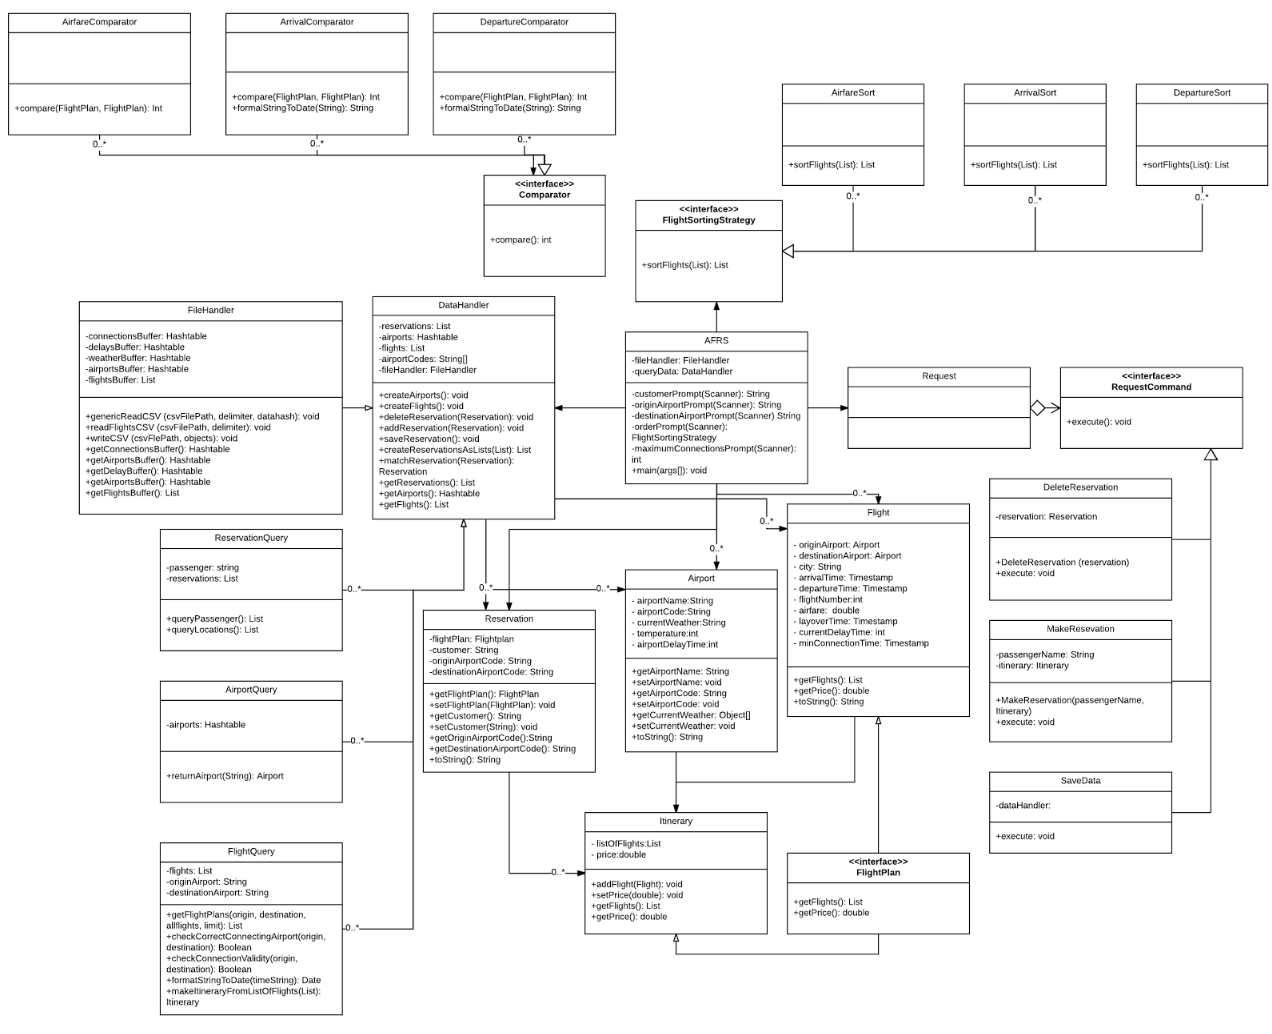 AirfareComparator
+compare(FlightPlan, FlightPlan): Int
0..*
ArrivalComparator
+compare(FlightPlan, FlightPlan): Int
+formalStringToDate(String): String
0..*
DepartureComparator
+compare(FlightPlan, FlightPlan): Int
+formalStringToDate(String): String
0..*
<<interface>>
Comparator
+compare(): int
AirfareSort
+sortFlights(List): List
0..*
ArrivalSort
+sortFlights(List): List
0..*
DepartureSort
+sortFlights(List): List
0..*
<<interface>>
FlightSortingStrategy
+sortFlights(List): List
FileHandler
-connectionsBuffer: Hashtable
-delaysBuffer: Hashtable
-weatherBuffer: Hashtable
-airportsBuffer: Hashtable
-flightsBuffer: List
+genericReadCSV (csvFilePath, delimiter, datahash): void
+readFlightsCSV (csvFilePath, delimiter): void
+writeCSV (csvFlePath, objects): void
+getConnectionsBuffer(): Hashtable
+getAirportsBuffer(): Hashtable
+getDelayBuffer(): Hashtable
+getAirportsBuffer(): Hashtable
+getFlightsBuffer(): List
DataHandler
-reservations: List
-airports: Hashtable
-flights: List
-airportCodes: String[]
-fileHandler: FileHandler
+createAirports(): void
+createFlights(): void
+deleteReservation(Reservation): void
+addReservation(Reservation): void
+saveReservation(): void
+createReservationsAsLists(List): List
+matchReservation(Reservation):
Reservation
+getReservations(): List
+getAirports(): Hashtable
+getFlights(): List
AFRS
-fileHandler: FileHandler
-queryData: DataHandler
-customerPrompt(Scanner): String
-originAirportPrompt(Scanner): String
-destinationAirportPrompt(Scanner) String
-orderPrompt(Scanner):
FlightSortingStrategy
-maximumConnectionsPrompt(Scanner):
int
+main(args[]): void
Request
<<interface>>
RequestCommand
+execute(): void
DeleteReservation
-reservation: Reservation
+DeleteReservation (reservation)
+execute: void
MakeResevation
-passengerName: String
-itinerary: Itinerary
+MakeReservation(passengerName,
Itinerary)
+execute: void
SaveData
-dataHandler:
+execute: void
0..*
0..*
0..*
Flight
- originAirport: Airport
- destinationAirport: Airport
- city: String
- arrivalTime: Timestamp
- departureTime: Timestamp
- flightNumber:int
- airfare:  double
- layoverTime: Timestamp
- currentDelayTime: int
- minConnectionTime: Timestamp
+getFlights(): List
+getPrice(): double
+toString(): String
ReservationQuery
-passenger: string
-reservations: List
+queryPassenger(): List
+queryLocations(): List
0..*
0..*
0..*
Airport
- airportName:String
- airportCode:String
- currentWeather:String
- temperature:int
- airportDelayTime:int
+getAirportName: String
+setAirportName: void
+getAirportCode: String
+setAirportCode: void
+getCurrentWeather: Object[]
+setCurrentWeather: void
+toString(): String
Reservation
-flightPlan: Flightplan
-customer: String
-originAirportCode: String
-destinationAirportCode: String
+getFlightPlan(): FlightPlan
+setFlightPlan(FlightPlan): void
+getCustomer(): String
+setCustomer(String): void
+getOriginAirportCode():String
+getDestinationAirportCode(): String
+toString(): String
AirportQuery
-airports: Hashtable
+returnAirport(String): Airport
0..*
FlightQuery
-flights: List
-originAirport: String
-destinationAirport: String
+getFlightPlans(origin, destination,
allflights, limit): List
+checkCorrectConnectingAirport(origin,
destination): Boolean
+checkConnectionValidity(origin,
destination): Boolean
+formatStringToDate(timeString): Date
+makeItineraryFromListOfFlights(List):
Itinerary
0..*
0..*
Itinerary
- listOfFlights:List
- price:double
+addFlight(Flight): void
+setPrice(double): void
+getFlights(): List
+getPrice(): double
<<interface>>
FlightPlan
+getFlights(): List
+getPrice(): double